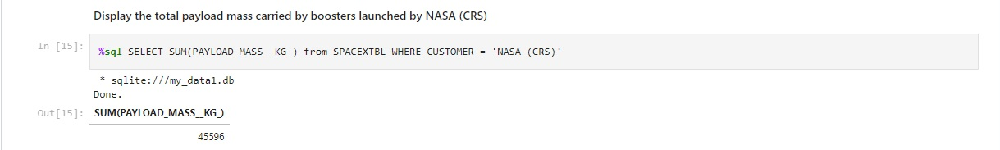 Display the total payload mass carried by boosters launched by NASA (CRS)
In [15]: %sql SELECT SUM(PAYLOAD_MASS__KG_) from SPACEXTBL WHERE CUSTOMER = 'NASA (CRS)'
* sqlite:///my_data1.db
Done.
Out[15]: SUM(PAYLOAD_MASS__KG_)
45596